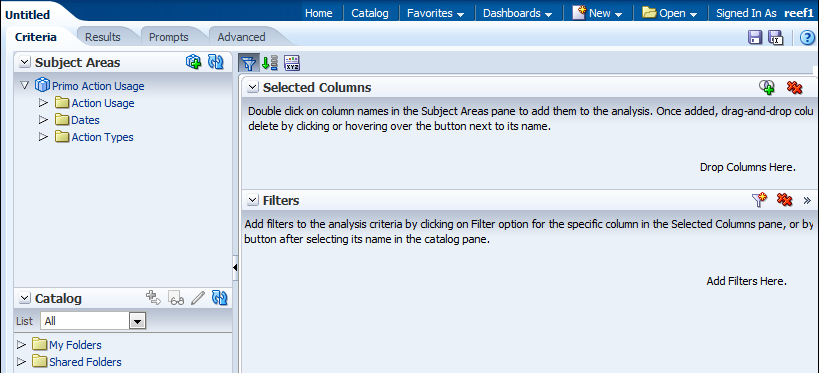 Untitled
Home Catalog Favorites Dashboards New Open Signed In As reef1
Criteria Results Prompts Advanced
Subject Areas
Primo Action Usage
Action Usage
Dates
Action Types
Catalog
List All
My Folders
Shared Folders
XYZ
Selected Columns
Double click on column names in the Subject Areas pane to add them to the analysis. Once added, drag-and-drop colu
delete by clicking or hovering over the button next to its name.
Drop Columns Here.
Filters
Add filters to the analysis criteria by clicking on Filter option for the specific column in the Selected Columns pane, or by
button after selecting its name in the catalog pane.
Add Filters Here.